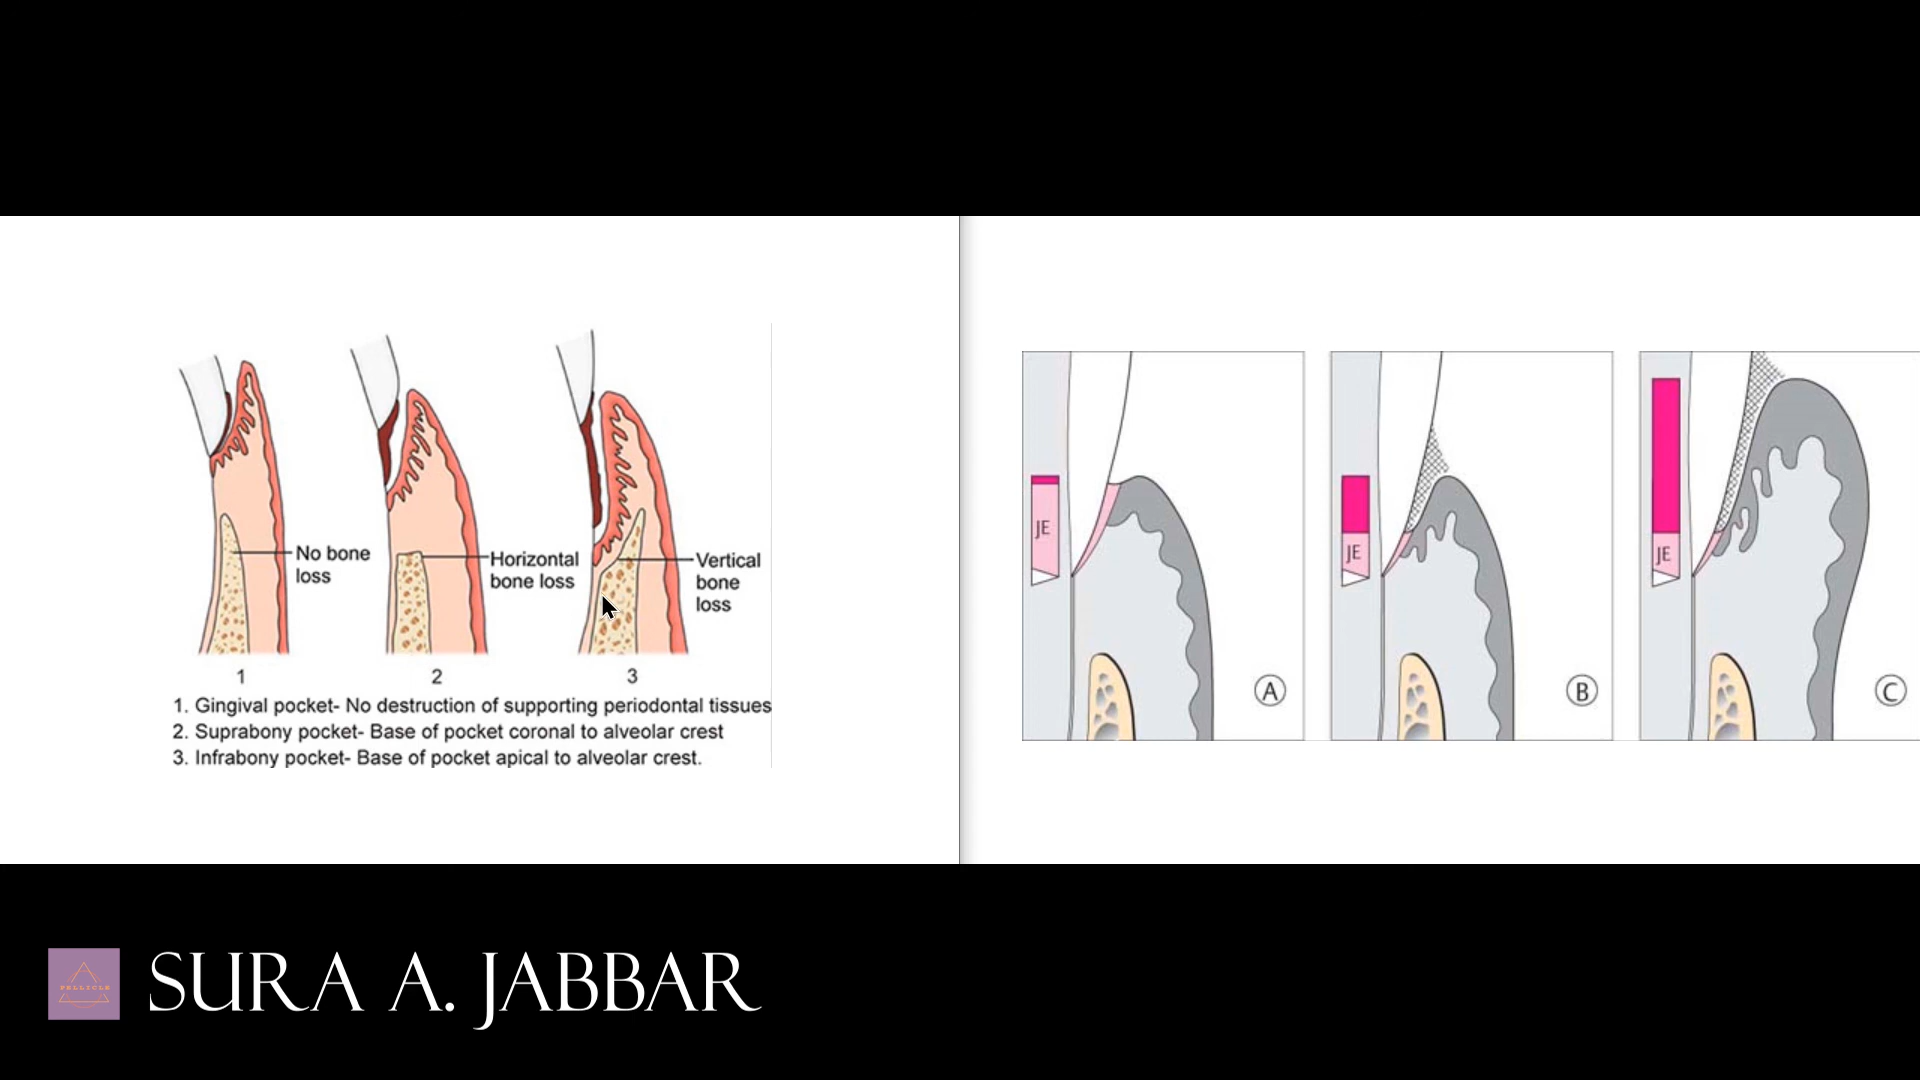 No bone
loss
Horizontal
bone loss
Vertical
bone
loss
1
2
3
1. Gingival pocket- No destruction of supporting periodontal tissues
2. Suprabony pocket- Base of pocket coronal to alveolar crest
3. Infrabony pocket- Base of pocket apical to alveolar crest.
JE
A
JE
B
JE
C
PELLICLE
SURA A. JABBAR